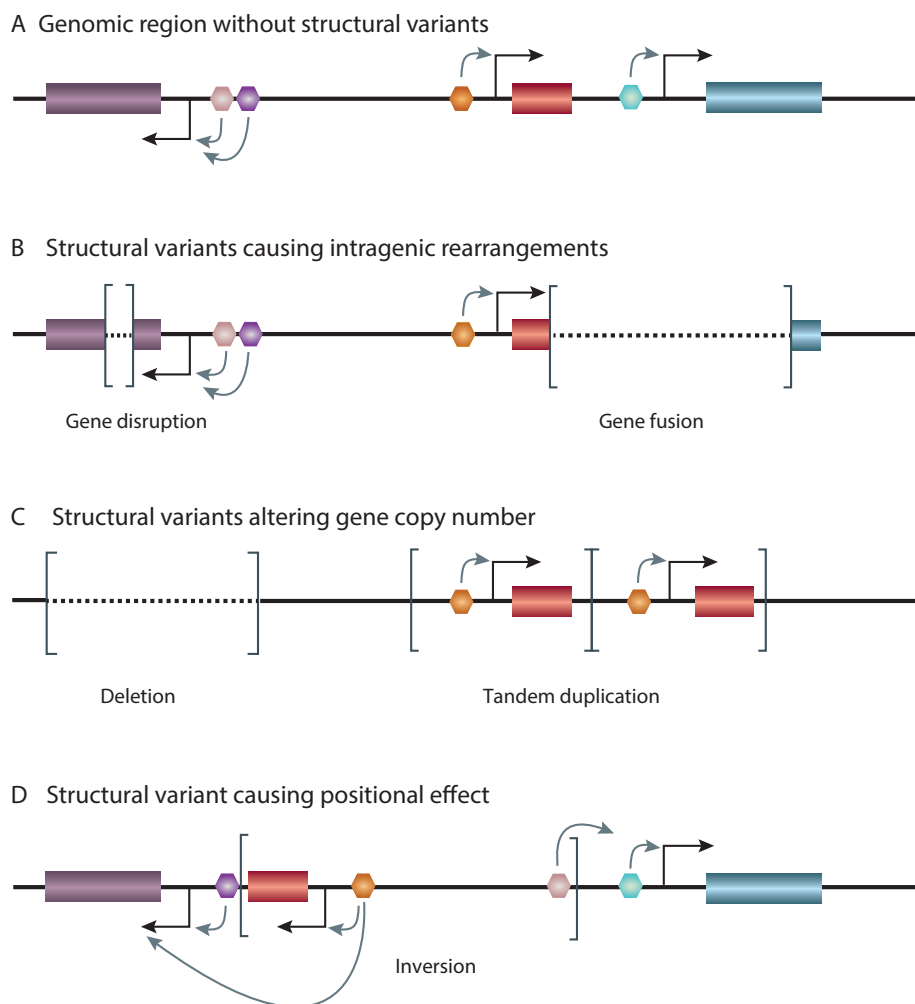 A Genomic region without structural variants
B Structural variants causing intragenic rearrangements
Gene disruption
Gene fusion
C Structural variants altering gene copy number
Deletion
Tandem duplication
D Structural variant causing positional effect
Inversion